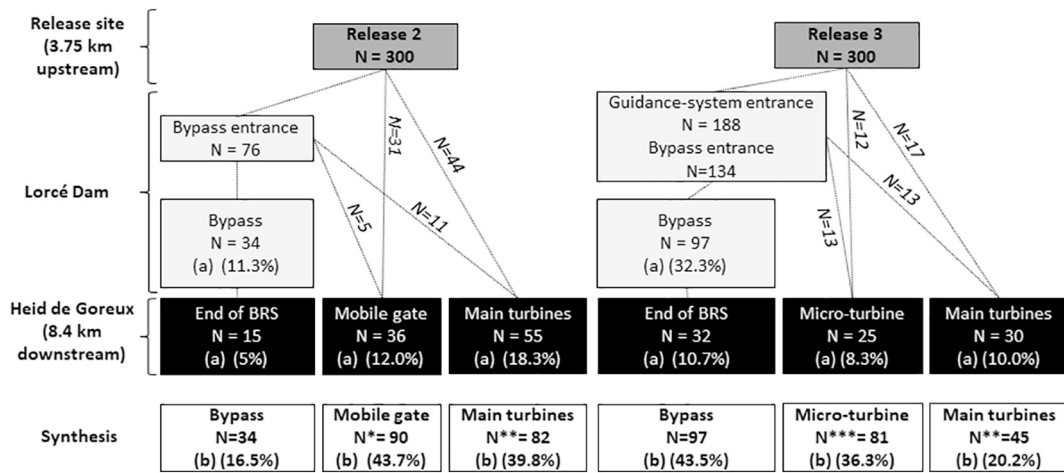 Release site
(3.75 km
upstream)
Release 2
N = 300
Release 3
N = 300
Lorcé Dam
Bypass entrance
N = 76
N=31
N=44
N=5
N=11
Bypass
N = 34
(a) (11.3%)
Guidance-system entrance
N = 188
Bypass entrance
N=134
N=12
N=17
N=13
N=13
Bypass
N = 97
(a) (32.3%)
Heid de Goreux
(8.4 km
downstream)
End of BRS
N = 15
(a) (5%)
Mobile gate
N = 36
(a) (12.0%)
Main turbines
N = 55
(a) (18.3%)
End of BRS
N = 32
(a) (10.7%)
Micro-turbine
N = 25
(a) (8.3%)
Main turbines
N = 30
(a) (10.0%)
Synthesis
Bypass
N=34
(b) (16.5%)
Mobile gate
N*= 90
(b) (43.7%)
Main turbines
N**= 82
(b) (39.8%)
Bypass
N=97
(b) (43.5%)
Micro-turbine
N***= 81
(b) (36.3%)
Main turbines
N**=45
(b) (20.2%)